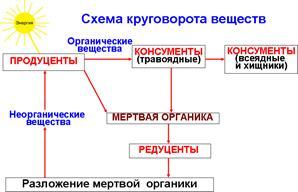 Схема круговорота веществ
Энергия
Органические
вещества
ПРОДУЦЕНТЫ
КОНСУМЕНТЫ
(травоядные)
КОНСУМЕНТЫ
(всеядные
и хищники)
Неорганические
вещества
МЕРТВАЯ ОРГАНИКА
РЕДУЦЕНТЫ
Разложение мертвой органики